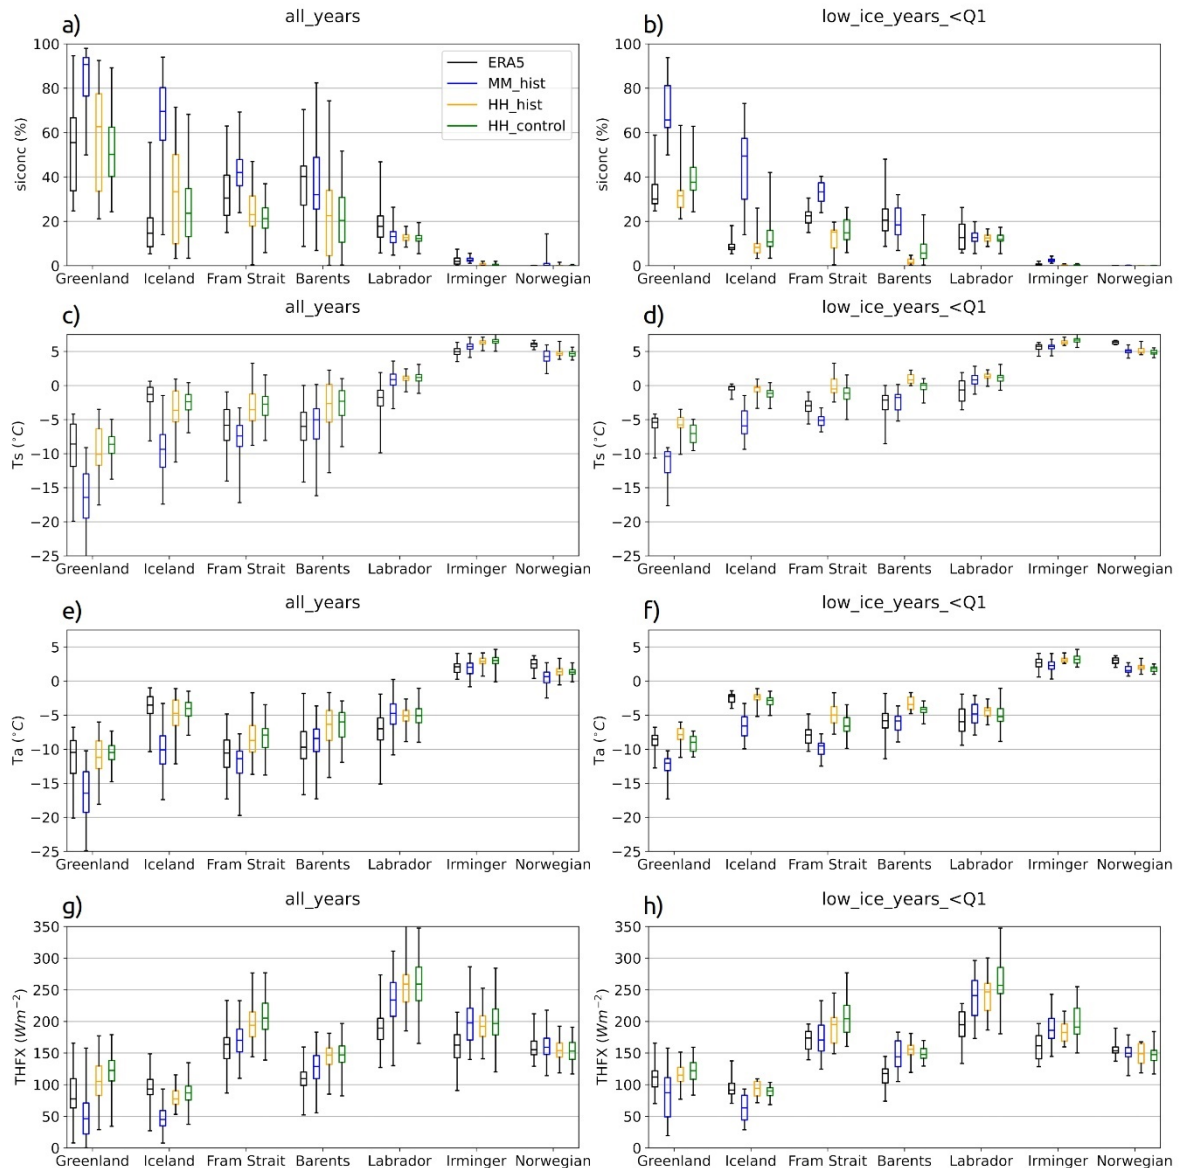 a) all_years
siconc (%)
100
80
60
40
20
0
ERA5
MM_hist
HH_hist
HH_control
Greenland Iceland Fram Strait Barents Labrador Irminger Norwegian
b) low_ice_years_<Q1
siconc (%)
100
80
60
40
20
0
Greenland Iceland Fram Strait Barents Labrador Irminger Norwegian
c) all_years
Ts (°C)
5
0
−5
−10
−15
−20
−25
Greenland Iceland Fram Strait Barents Labrador Irminger Norwegian
d) low_ice_years_<Q1
Ts (°C)
5
0
−5
−10
−15
−20
−25
Greenland Iceland Fram Strait Barents Labrador Irminger Norwegian
e) all_years
Ta (°C)
5
0
−5
−10
−15
−20
−25
Greenland Iceland Fram Strait Barents Labrador Irminger Norwegian
f) low_ice_years_<Q1
Ta (°C)
5
0
−5
−10
−15
−20
−25
Greenland Iceland Fram Strait Barents Labrador Irminger Norwegian
g) all_years
THFX (Wm⁻²)
350
300
250
200
150
100
50
0
Greenland Iceland Fram Strait Barents Labrador Irminger Norwegian
h) low_ice_years_<Q1
THFX (Wm⁻²)
350
300
250
200
150
100
50
0
Greenland Iceland Fram Strait Barents Labrador Irminger Norwegian